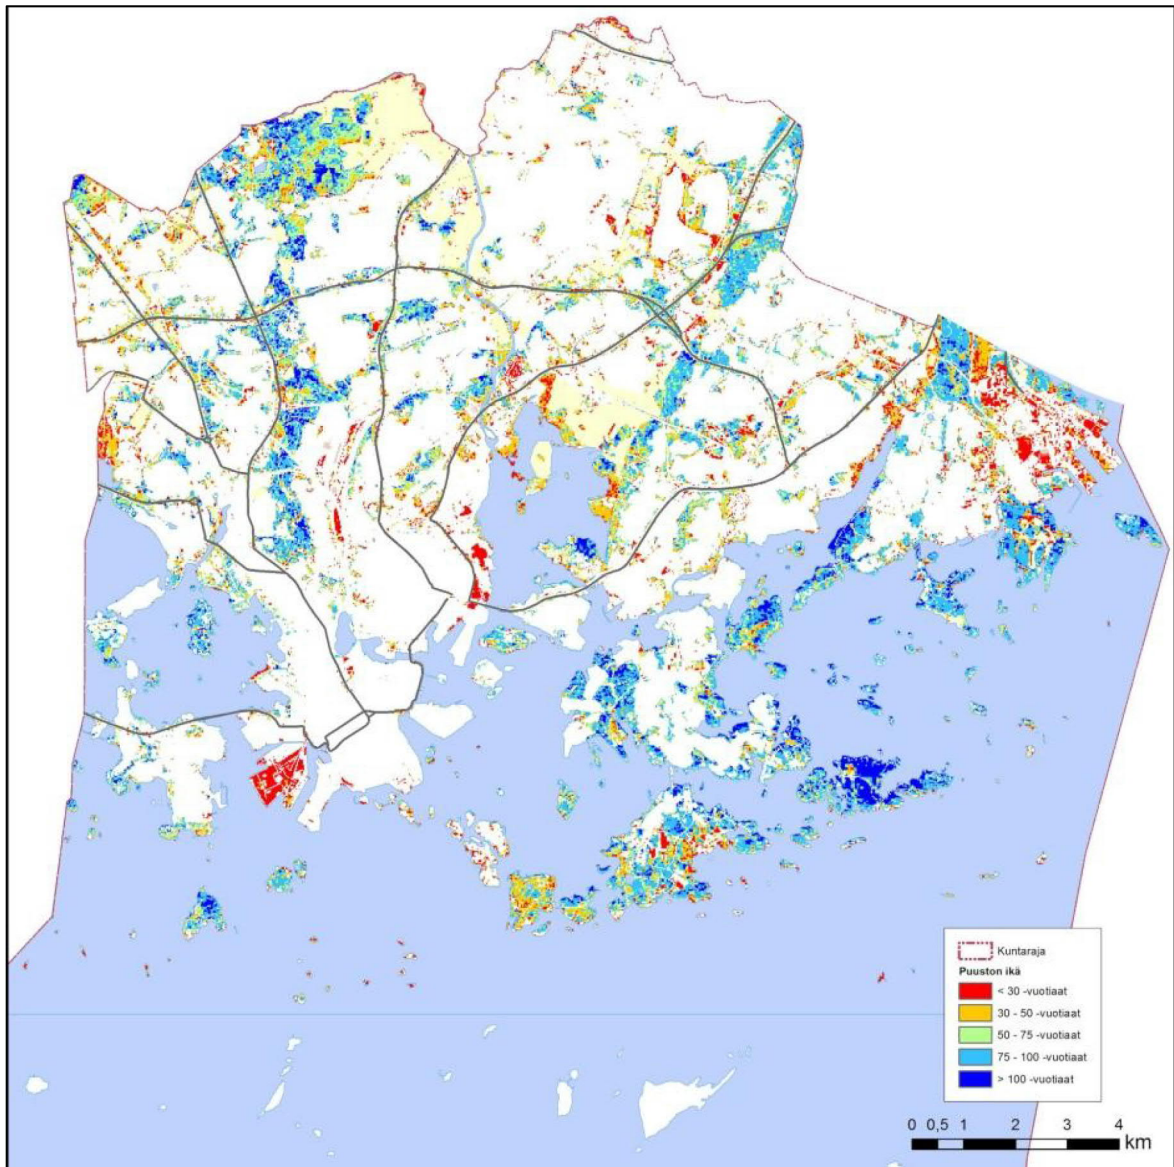 Kuntaraja
Puuston ikä
< 30 -vuotiaat
30 - 50 -vuotiaat
50 - 75 -vuotiaat
75 - 100 -vuotiaat
> 100 -vuotiaat
0 0,5 1 2 3 4
km